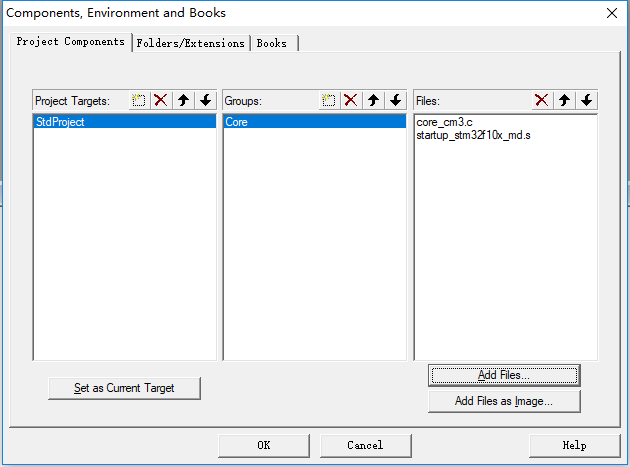 Components, Environment and Books
Project Components Folders/Extensions Books
Project Targets: Groups: Files:
StdProject Core core_cm3.c
startup_stm32f10x_md.s
Set as Current Target
Add Files...
Add Files as Image...
OK Cancel Help